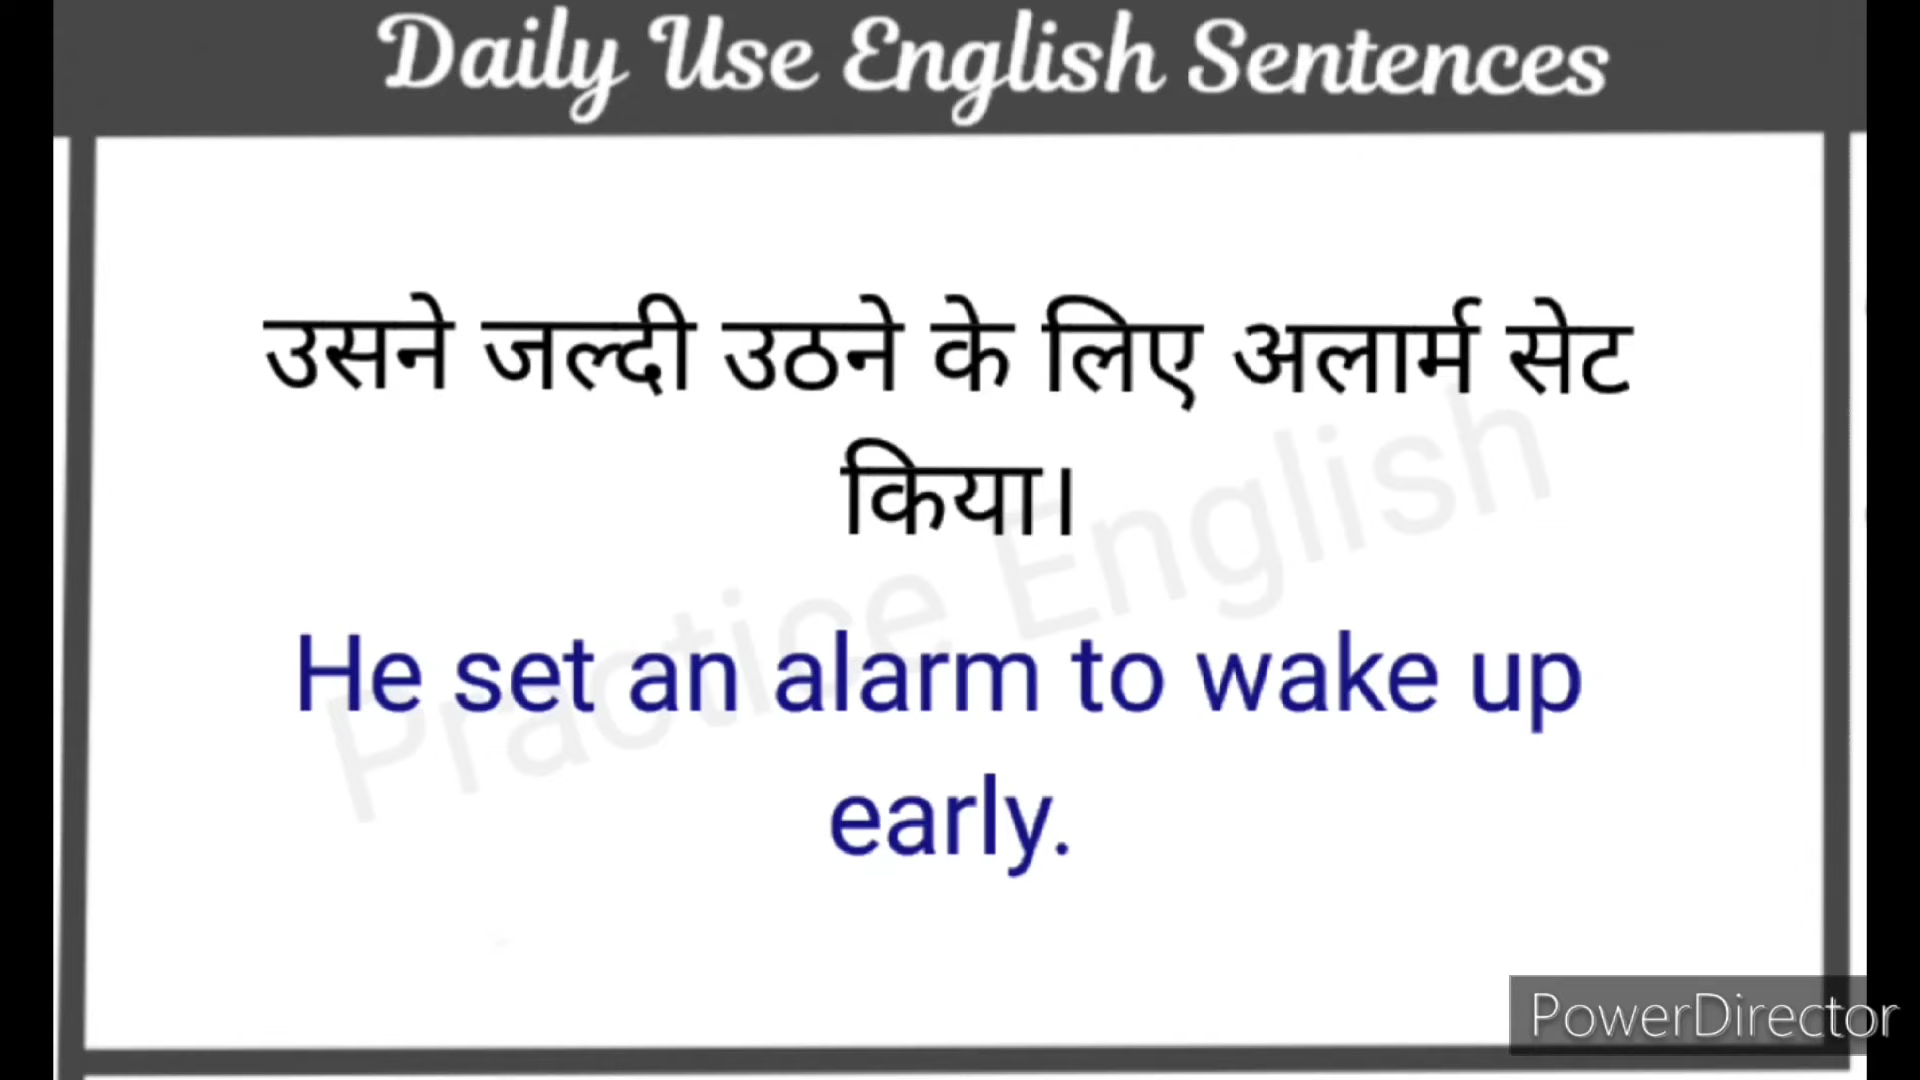 Daily Use English Sentences
उसने जल्दी उठने के लिए अलार्म सेट
किया।
Practice English
He set an alarm to wake up
early.
PowerDirector